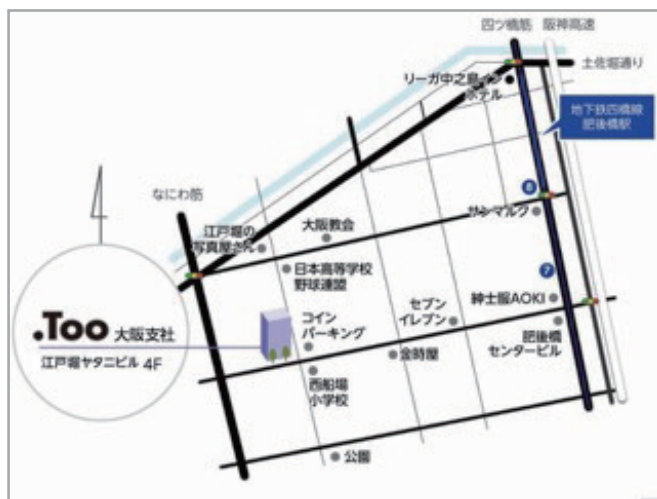 四ツ橋筋
阪神高速
土佐堀通り
リーガ中之島イン
ホテル
地下鉄四橋線
肥後橋駅
なにわ筋
8
サンマルク
江戸堀の
写真屋さん
大阪教会
日本高等学校
野球連盟
7
紳士服AOKI
セブン
イレブン
コイン
パーキング
.Too 大阪支社
江戸堀ヤタニビル 4F
金時屋
肥後橋
センタービル
西船場
小学校
公園